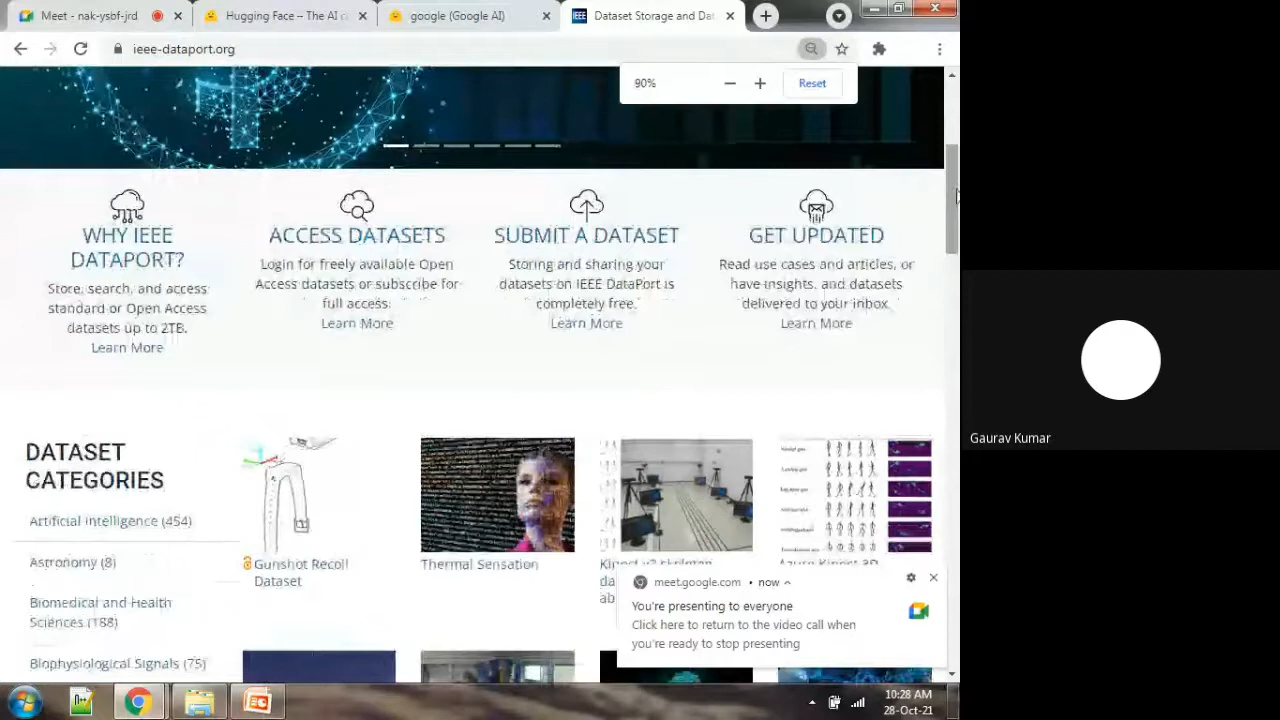 Meet - nak-ysbf-jrd
Hugging Face – The AI c
google (Google AI)
Dataset Storage and Dat
ieee-dataport.org
90%
Reset
WHY IEEE
DATAPORT?
Store, search, and access
standard or Open Access
datasets up to 2TB.
Learn More
ACCESS DATASETS
Login for freely available Open
Access datasets or subscribe for
full access.
Learn More
SUBMIT A DATASET
Storing and sharing your
datasets on IEEE DataPort is
completely free.
Learn More
GET UPDATED
Read use cases and articles, or
have insights, and datasets
delivered to your inbox.
Learn More
DATASET
CATEGORIES
Artificial Intelligence (454)
Astronomy (8)
Biomedical and Health
Sciences (188)
Biophysiological Signals (75)
Gunshot Recoil
Dataset
Thermal Sensation
meet.google.com • now
You're presenting to everyone
Click here to return to the video call when
you're ready to stop presenting
10:28 AM
28-Oct-21
Gaurav Kumar